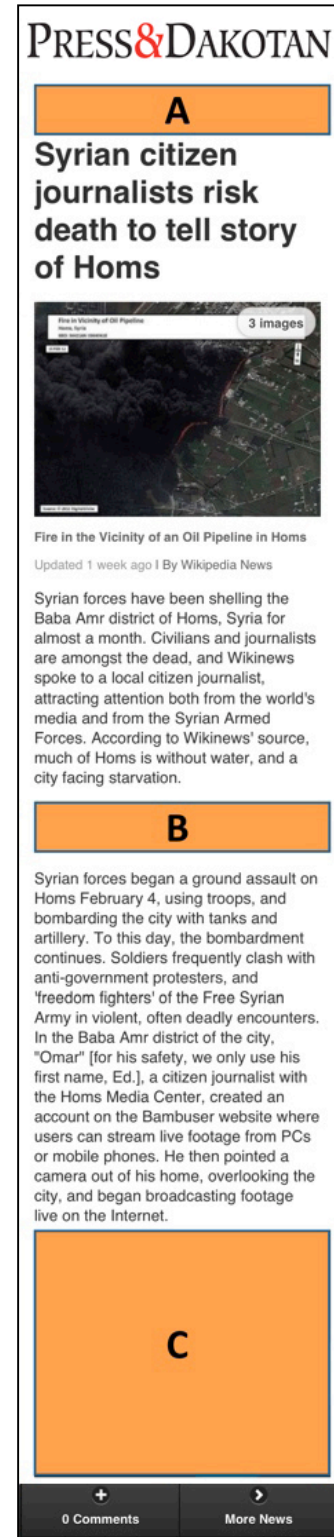 PRESS&DAKOTAN
A
Syrian citizen
journalists risk
death to tell story
of Homs
Fire in Vicinity of Oil Pipeline
Homs, Syria
3 images
Fire in the Vicinity of an Oil Pipeline in Homs
Updated 1 week ago I By Wikipedia News
Syrian forces have been shelling the
Baba Amr district of Homs, Syria for
almost a month. Civilians and journalists
are amongst the dead, and Wikinews
spoke to a local citizen journalist,
attracting attention both from the world's
media and from the Syrian Armed
Forces. According to Wikinews' source,
much of Homs is without water, and a
city facing starvation.
B
Syrian forces began a ground assault on
Homs February 4, using troops, and
bombarding the city with tanks and
artillery. To this day, the bombardment
continues. Soldiers frequently clash with
anti-government protesters, and
'freedom fighters' of the Free Syrian
Army in violent, often deadly encounters.
In the Baba Amr district of the city,
"Omar" [for his safety, we only use his
first name, Ed.], a citizen journalist with
the Homs Media Center, created an
account on the Bambuser website where
users can stream live footage from PCs
or mobile phones. He then pointed a
camera out of his home, overlooking the
city, and began broadcasting footage
live on the Internet.
C
0 Comments
More News